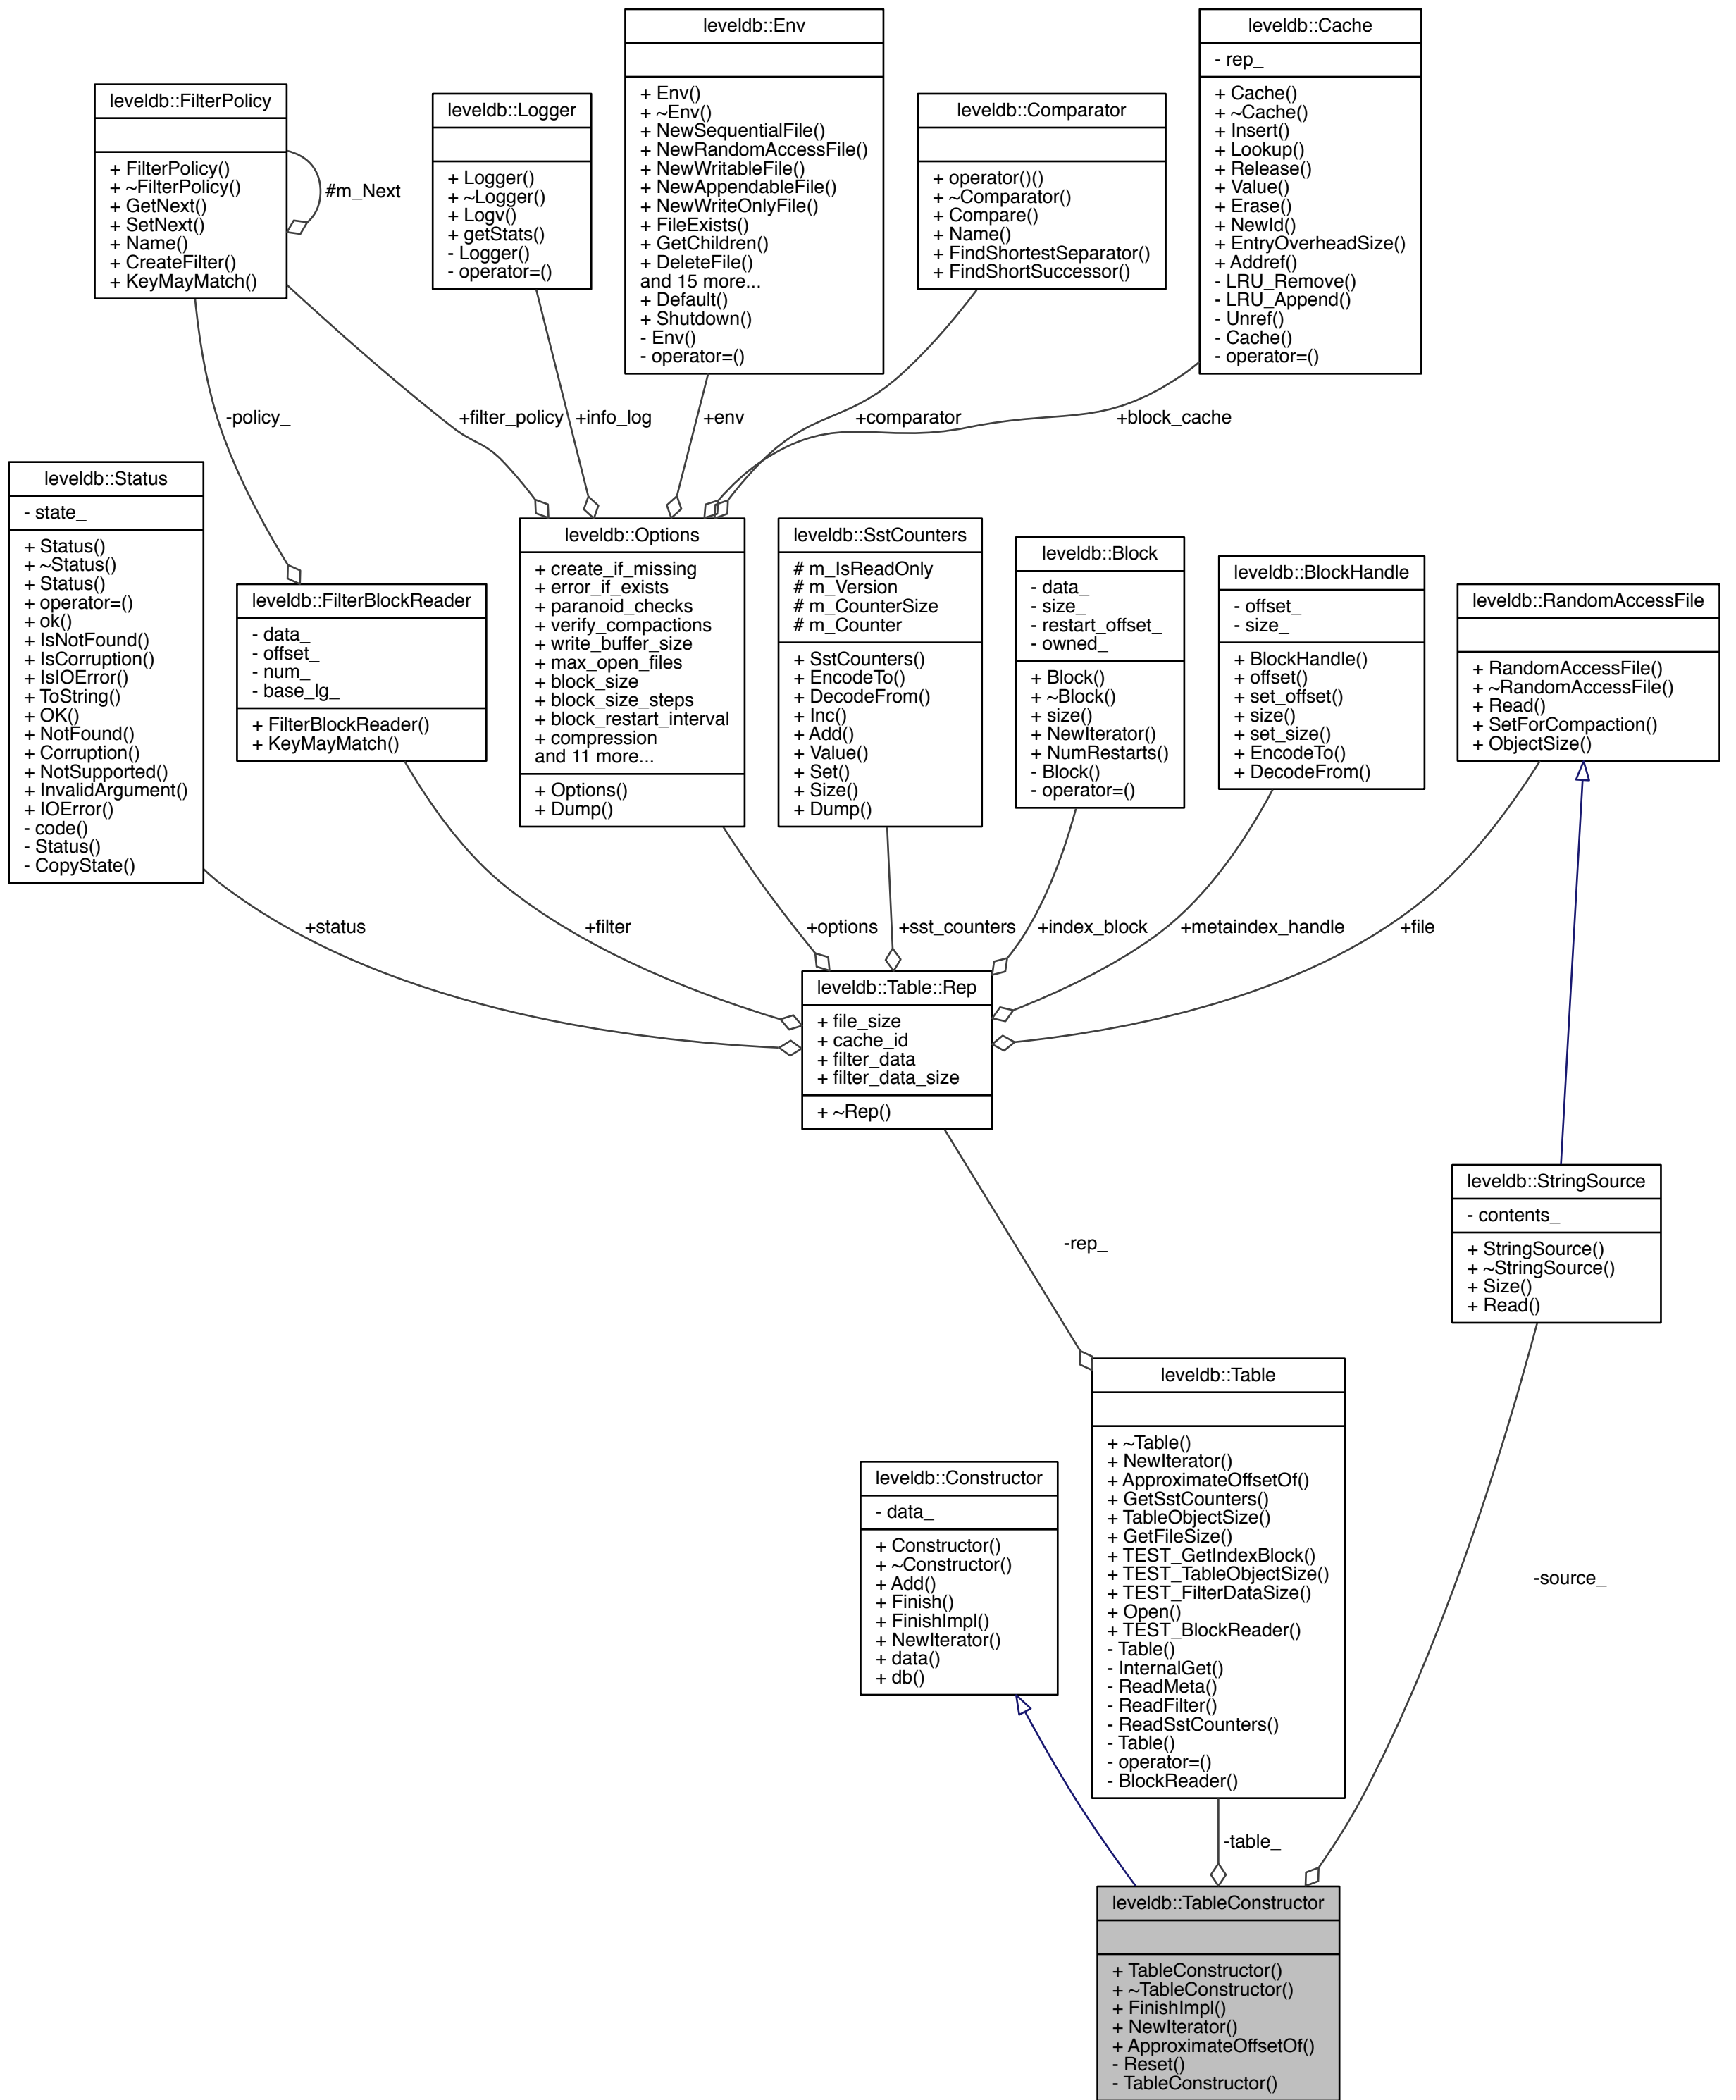 leveldb::Env
+ Env()
+ ~Env()
+ NewSequentialFile()
+ NewRandomAccessFile()
+ NewWritableFile()
+ NewAppendableFile()
+ NewWriteOnlyFile()
+ FileExists()
+ GetChildren()
+ DeleteFile()
and 15 more...
+ Default()
+ Shutdown()
- Env()
- operator=()
leveldb::Cache
- rep_
+ Cache()
+ ~Cache()
+ Insert()
+ Lookup()
+ Release()
+ Value()
+ Erase()
+ NewId()
+ EntryOverheadSize()
+ Addref()
- LRU_Remove()
- LRU_Append()
- Unref()
- Cache()
- operator=()
leveldb::FilterPolicy
+ FilterPolicy()
+ ~FilterPolicy()
+ GetNext()
+ SetNext()
+ Name()
+ CreateFilter()
+ KeyMayMatch()
#m_Next
leveldb::Logger
+ Logger()
+ ~Logger()
+ Logv()
+ getStats()
- Logger()
- operator=()
leveldb::Comparator
+ operator()()
+ ~Comparator()
+ Compare()
+ Name()
+ FindShortestSeparator()
+ FindShortSuccessor()
-policy_
+filter_policy
+info_log
+env
+comparator
+block_cache
leveldb::Status
- state_
+ Status()
+ ~Status()
+ Status()
+ operator=()
+ ok()
+ IsNotFound()
+ IsCorruption()
+ IsIOError()
+ ToString()
+ OK()
+ NotFound()
+ Corruption()
+ NotSupported()
+ InvalidArgument()
+ IOError()
- code()
- Status()
- CopyState()
leveldb::FilterBlockReader
- data_
- offset_
- num_
- base_lg_
+ FilterBlockReader()
+ KeyMayMatch()
leveldb::Options
+ create_if_missing
+ error_if_exists
+ paranoid_checks
+ verify_compactions
+ write_buffer_size
+ max_open_files
+ block_size
+ block_size_steps
+ block_restart_interval
+ compression
and 11 more...
+ Options()
+ Dump()
leveldb::SstCounters
# m_IsReadOnly
# m_Version
# m_CounterSize
# m_Counter
+ SstCounters()
+ EncodeTo()
+ DecodeFrom()
+ Inc()
+ Add()
+ Value()
+ Set()
+ Size()
+ Dump()
leveldb::Block
- data_
- size_
- restart_offset_
- owned_
+ Block()
+ ~Block()
+ size()
+ NewIterator()
+ NumRestarts()
- Block()
- operator=()
leveldb::BlockHandle
- offset_
- size_
+ BlockHandle()
+ offset()
+ set_offset()
+ size()
+ set_size()
+ EncodeTo()
+ DecodeFrom()
leveldb::RandomAccessFile
+ RandomAccessFile()
+ ~RandomAccessFile()
+ Read()
+ SetForCompaction()
+ ObjectSize()
+status
+filter
+options
+sst_counters
+index_block
+metaindex_handle
+file
leveldb::Table::Rep
+ file_size
+ cache_id
+ filter_data
+ filter_data_size
+ ~Rep()
-rep_
leveldb::StringSource
- contents_
+ StringSource()
+ ~StringSource()
+ Size()
+ Read()
leveldb::Table
+ ~Table()
+ NewIterator()
+ ApproximateOffsetOf()
+ GetSstCounters()
+ TableObjectSize()
+ GetFileSize()
+ TEST_GetIndexBlock()
+ TEST_TableObjectSize()
+ TEST_FilterDataSize()
+ Open()
+ TEST_BlockReader()
- Table()
- InternalGet()
- ReadMeta()
- ReadFilter()
- ReadSstCounters()
- Table()
- operator=()
- BlockReader()
leveldb::Constructor
- data_
+ Constructor()
+ ~Constructor()
+ Add()
+ Finish()
+ FinishImpl()
+ NewIterator()
+ data()
+ db()
-source_
-table_
leveldb::TableConstructor
+ TableConstructor()
+ ~TableConstructor()
+ FinishImpl()
+ NewIterator()
+ ApproximateOffsetOf()
- Reset()
- TableConstructor()